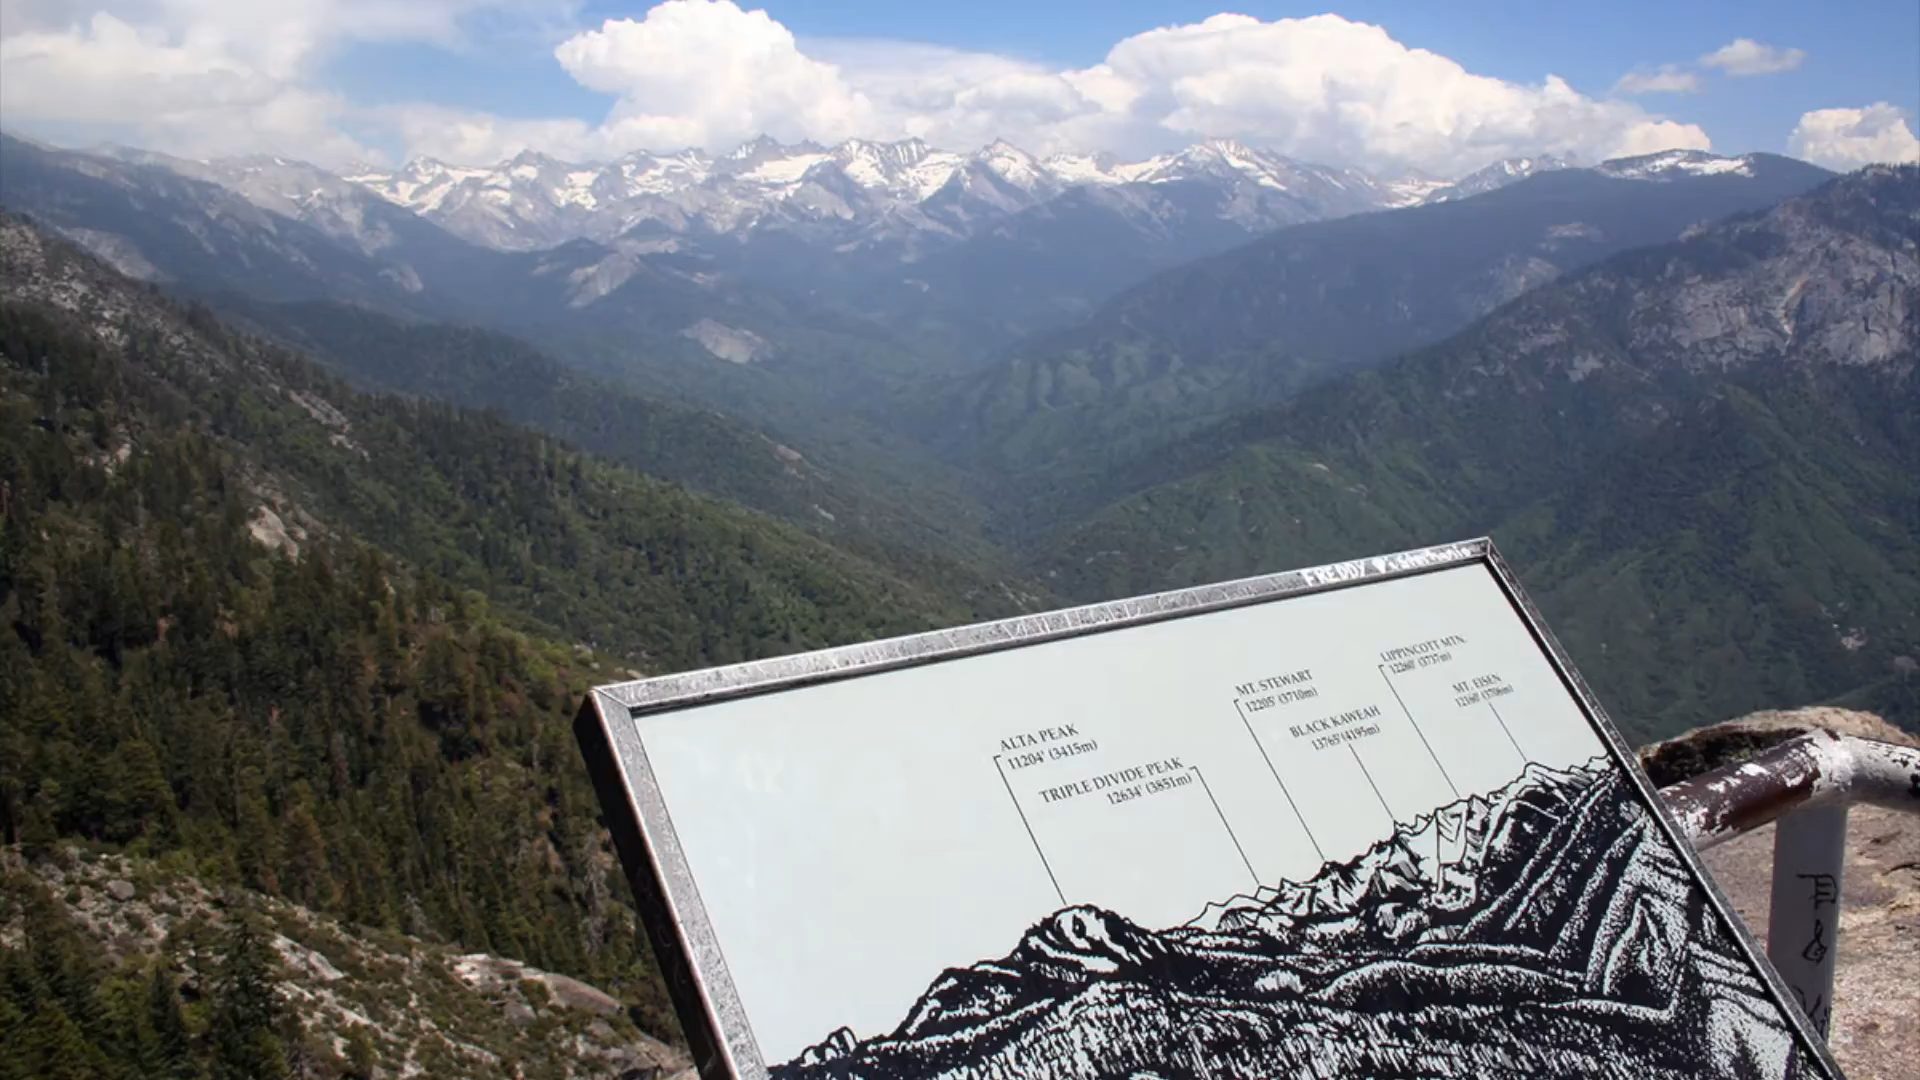 FREDDY
ALTA PEAK
11204' (3415m)
TRIPLE DIVIDE PEAK
12634' (3851m)
MT. STEWART
12205' (3710m)
BLACK KAWEAH
13765' (4195m)
LIPPINCOTT MTN.
12260' (3737m)
MT. EISEN
12160' (3706m)